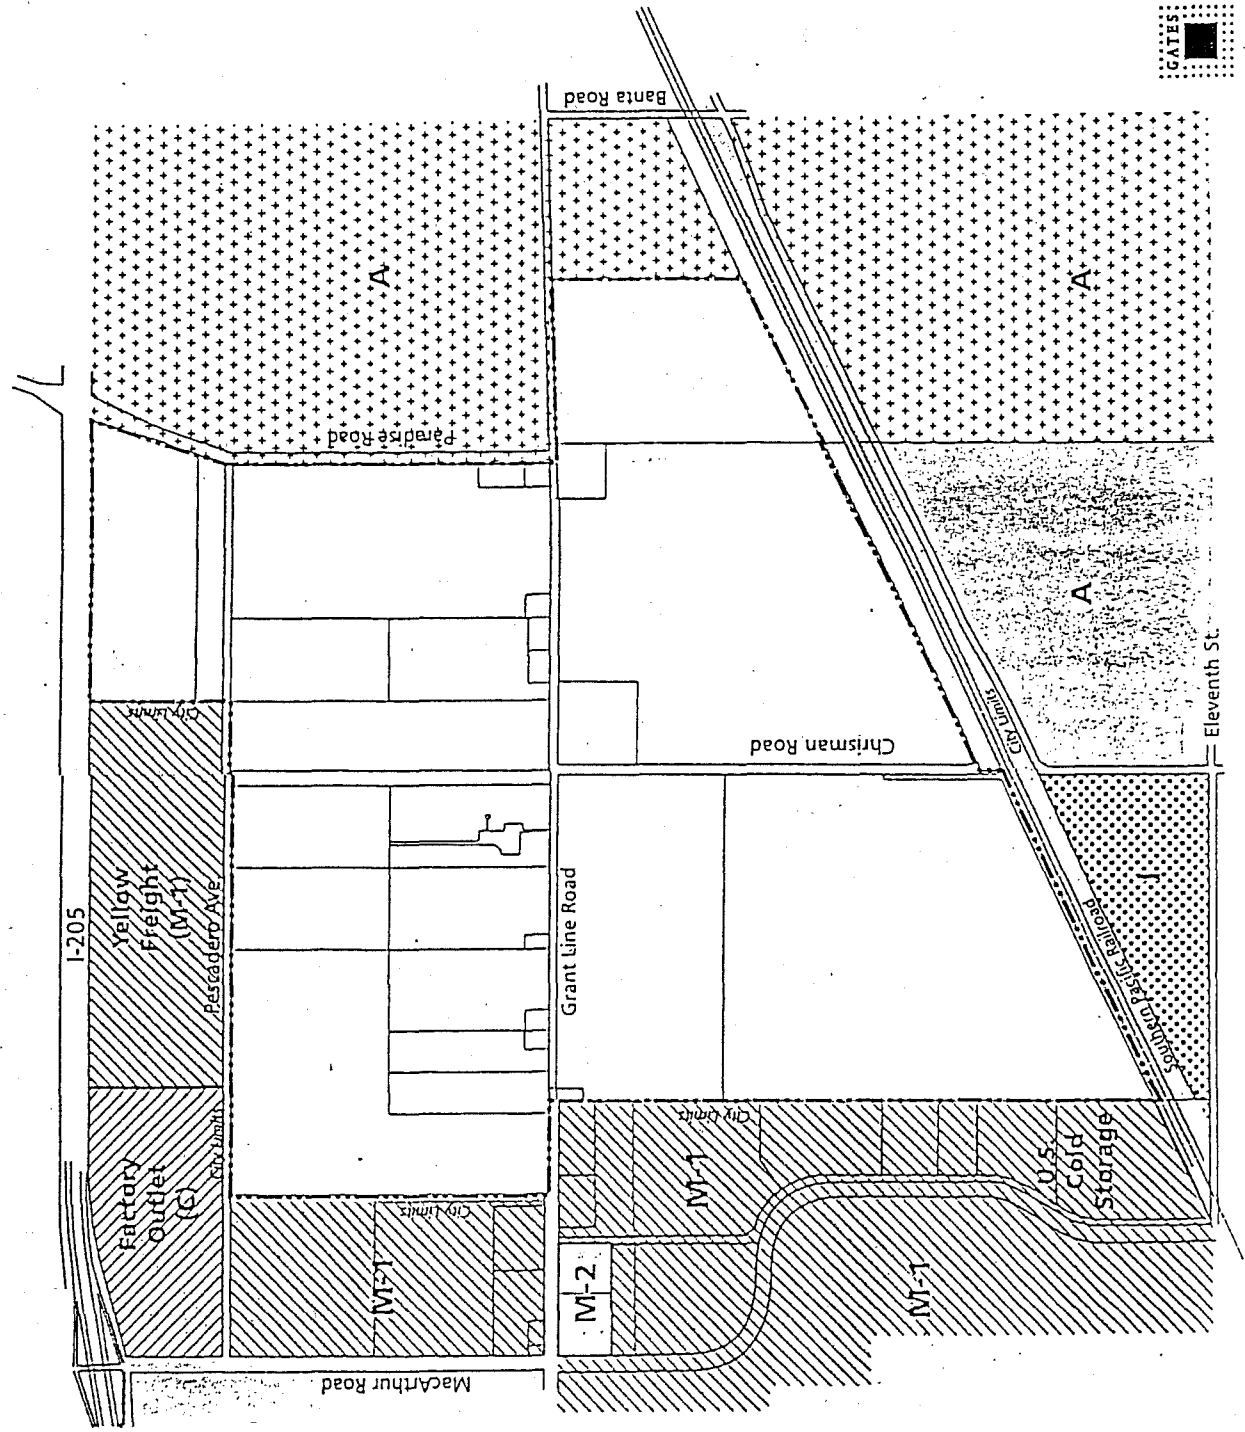 GATES
Banta Road
A
A
Paradise Road
A
City Limits
City Limits
Eleventh St.
Chrisman Road
I-205
Yellow
Freight
(M-1)
Pescadero Ave
Grant Line Road
J
Southern Pacific Railroad
Factory
Outlet
(C)
City Limits
City Limits
M-1
City Limits
M-1
U.S.
Cold
Storage
M-2
M-1
MacArthur Road